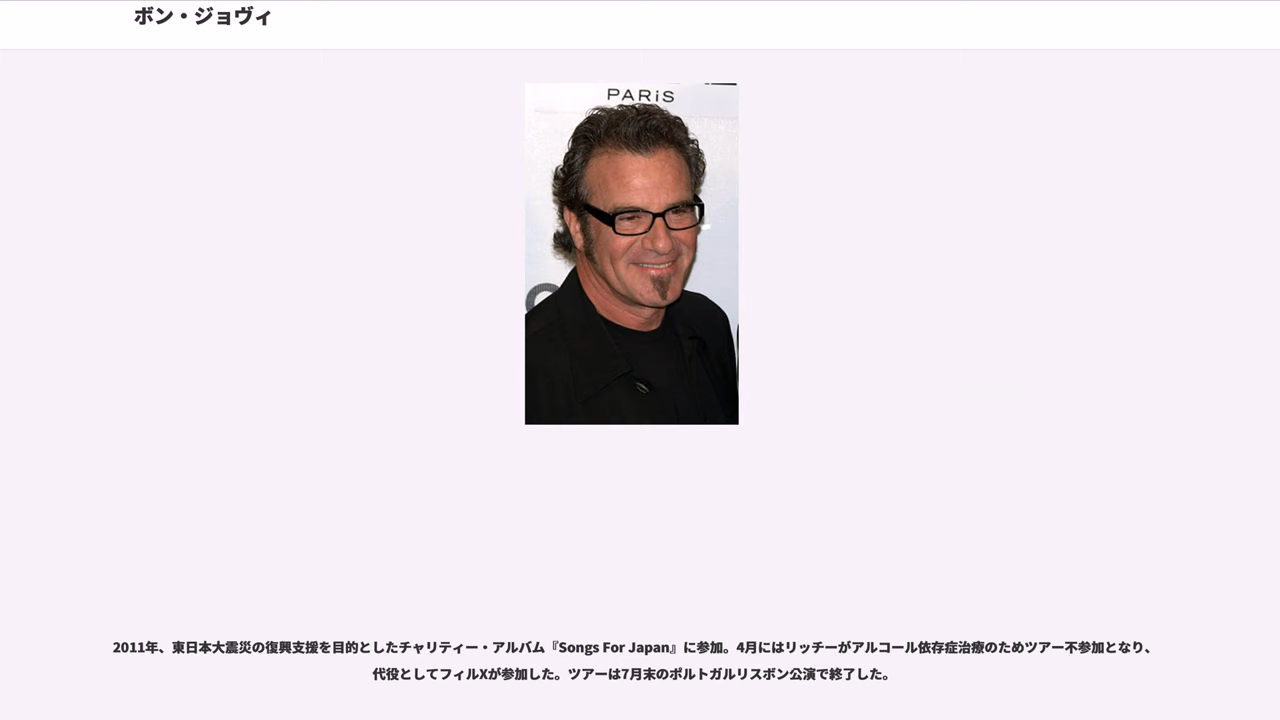 ボン・ジョヴィ
PARiS
2011年、東日本大震災の復興支援を目的としたチャリティー・アルバム『Songs For Japan』に参加。4月にはリッチーがアルコール依存症治療のためツアー不参加となり、
代役としてフィルXが参加した。ツアーは7月末のポルトガルリスボン公演で終了した。